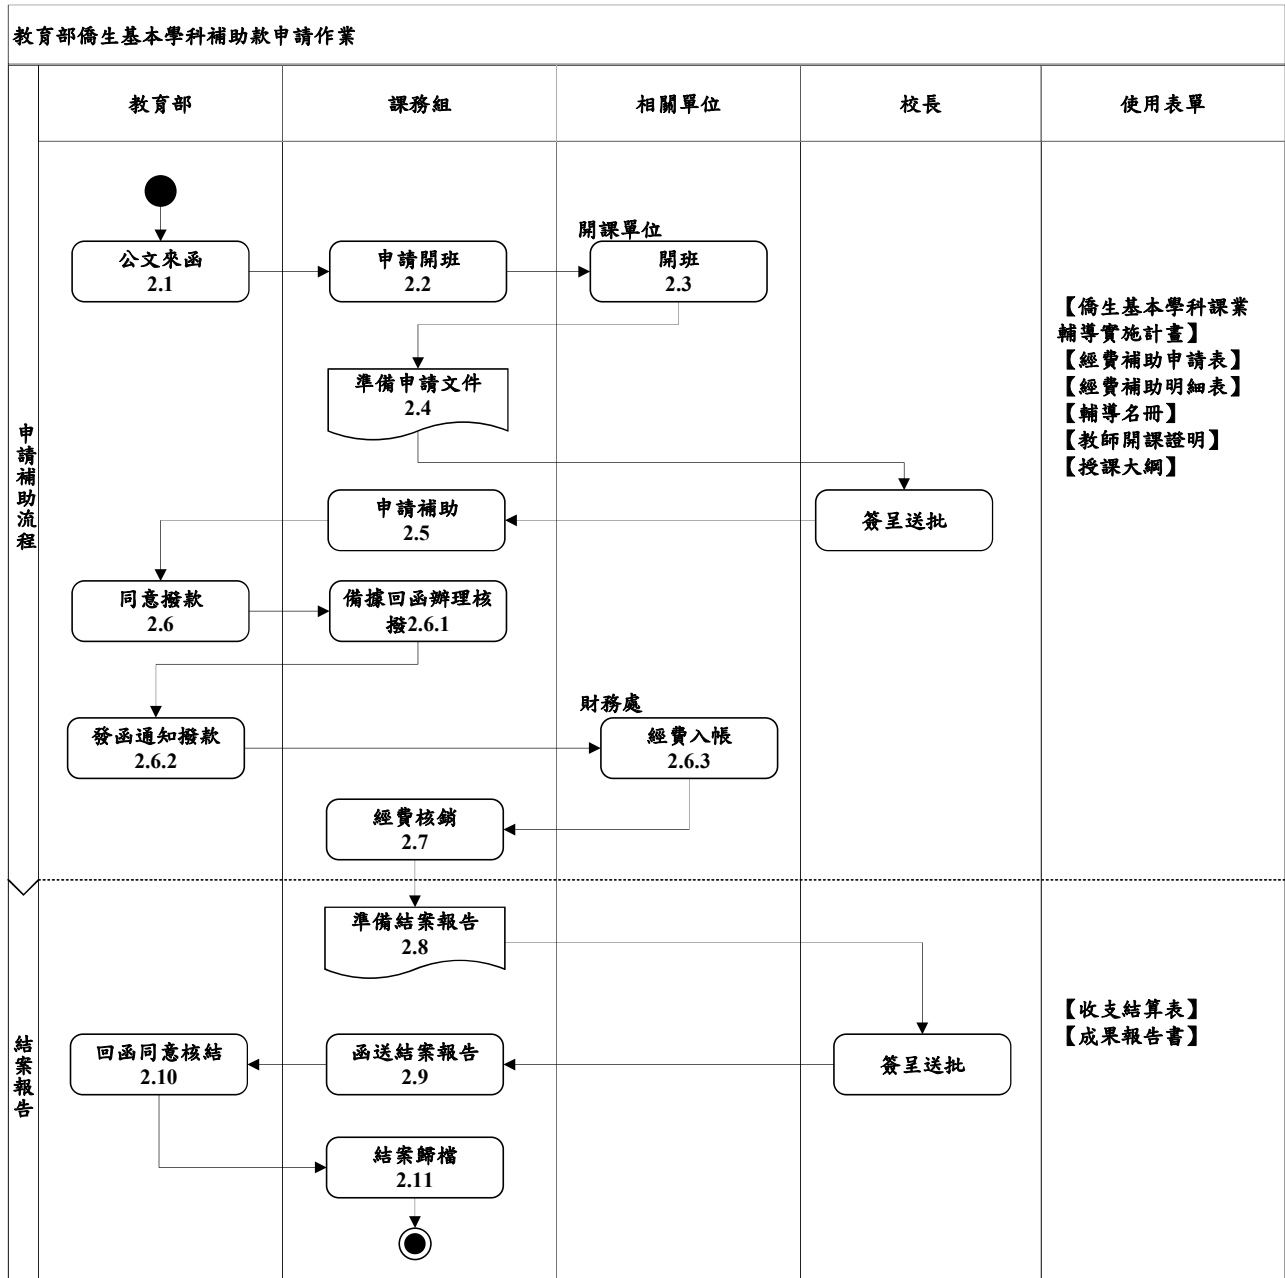 教育部僑生基本學科補助款申請作業
教育部
課務組
相關單位
校長
使用表單
申請補助流程
公文來函
2.1
申請開班
2.2
開課單位
開班
2.3
準備申請文件
2.4
簽呈送批
申請補助
2.5
同意撥款
2.6
備據回函辦理核
撥2.6.1
發函通知撥款
2.6.2
財務處
經費入帳
2.6.3
經費核銷
2.7
【僑生基本學科課業
輔導實施計畫】
【經費補助申請表】
【經費補助明細表】
【輔導名冊】
【教師開課證明】
【授課大綱】
結案報告
準備結案報告
2.8
簽呈送批
函送結案報告
2.9
回函同意核結
2.10
結案歸檔
2.11
【收支結算表】
【成果報告書】